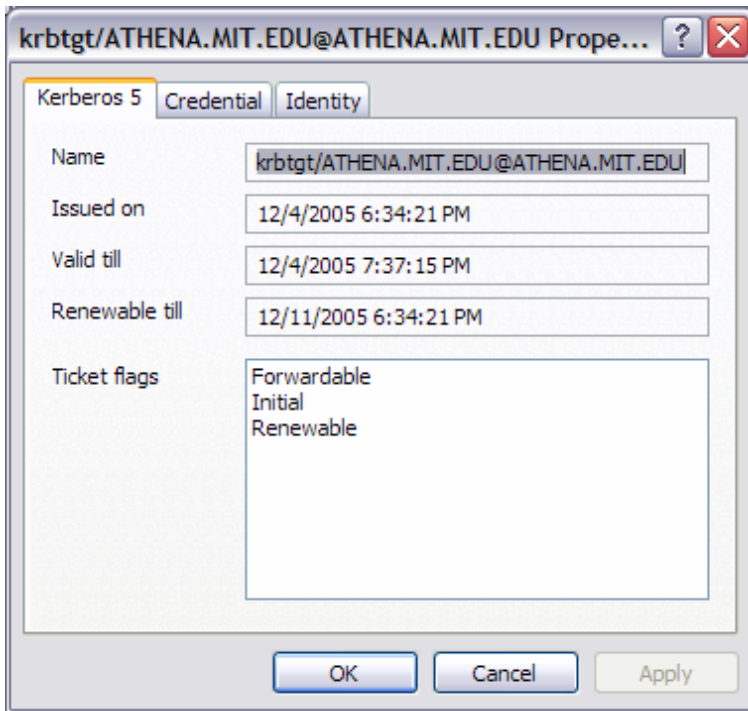 krbtgt/ATHENA.MIT.EDU@ATHENA.MIT.EDU Prope... ?
Kerberos 5 Credential Identity
Name krbtgt/ATHENA.MIT.EDU@ATHENA.MIT.EDU
Issued on 12/4/2005 6:34:21 PM
Valid till 12/4/2005 7:37:15 PM
Renewable till 12/11/2005 6:34:21 PM
Ticket flags Forwardable
Initial
Renewable
OK Cancel Apply